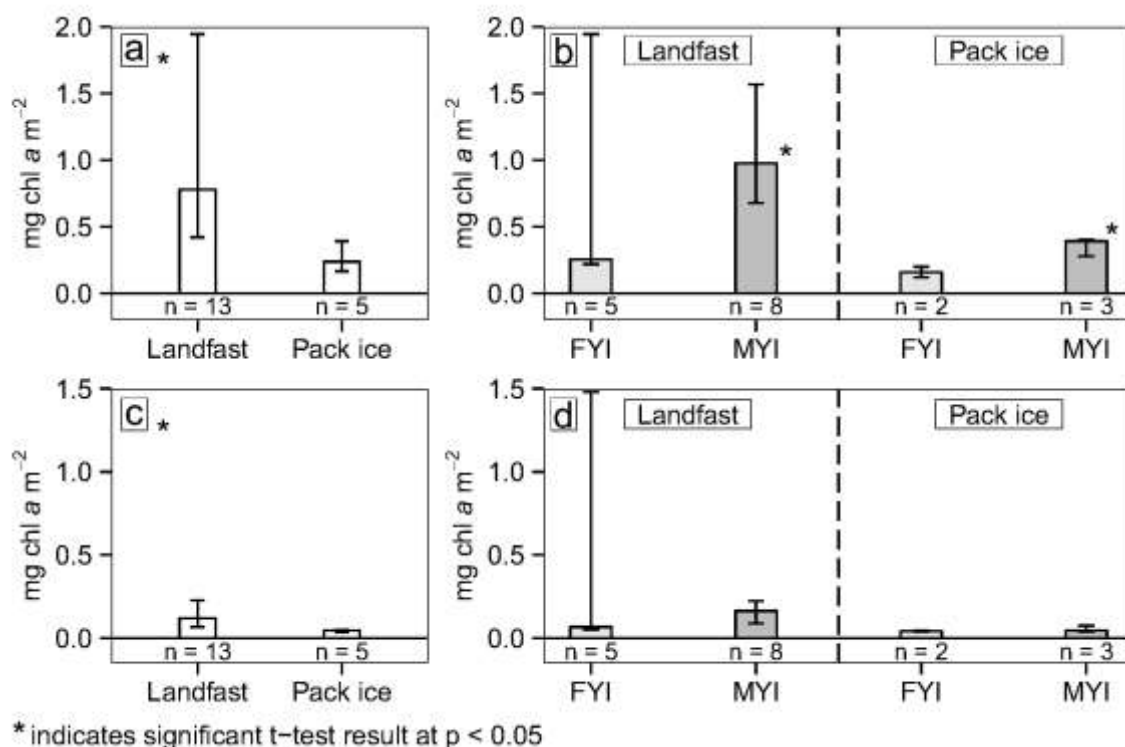 a
*
2.0
1.5
1.0
0.5
0.0
mg chl a m⁻²
n = 13
n = 5
Landfast
Pack ice
b
Landfast
Pack ice
2.0
1.5
1.0
0.5
0.0
mg chl a m⁻²
*
*
n = 5
n = 8
n = 2
n = 3
FYI
MYI
FYI
MYI
c
*
1.5
1.0
0.5
0.0
mg chl a m⁻²
n = 13
n = 5
Landfast
Pack ice
d
Landfast
Pack ice
1.5
1.0
0.5
0.0
mg chl a m⁻²
n = 5
n = 8
n = 2
n = 3
FYI
MYI
FYI
MYI
* indicates significant t−test result at p < 0.05